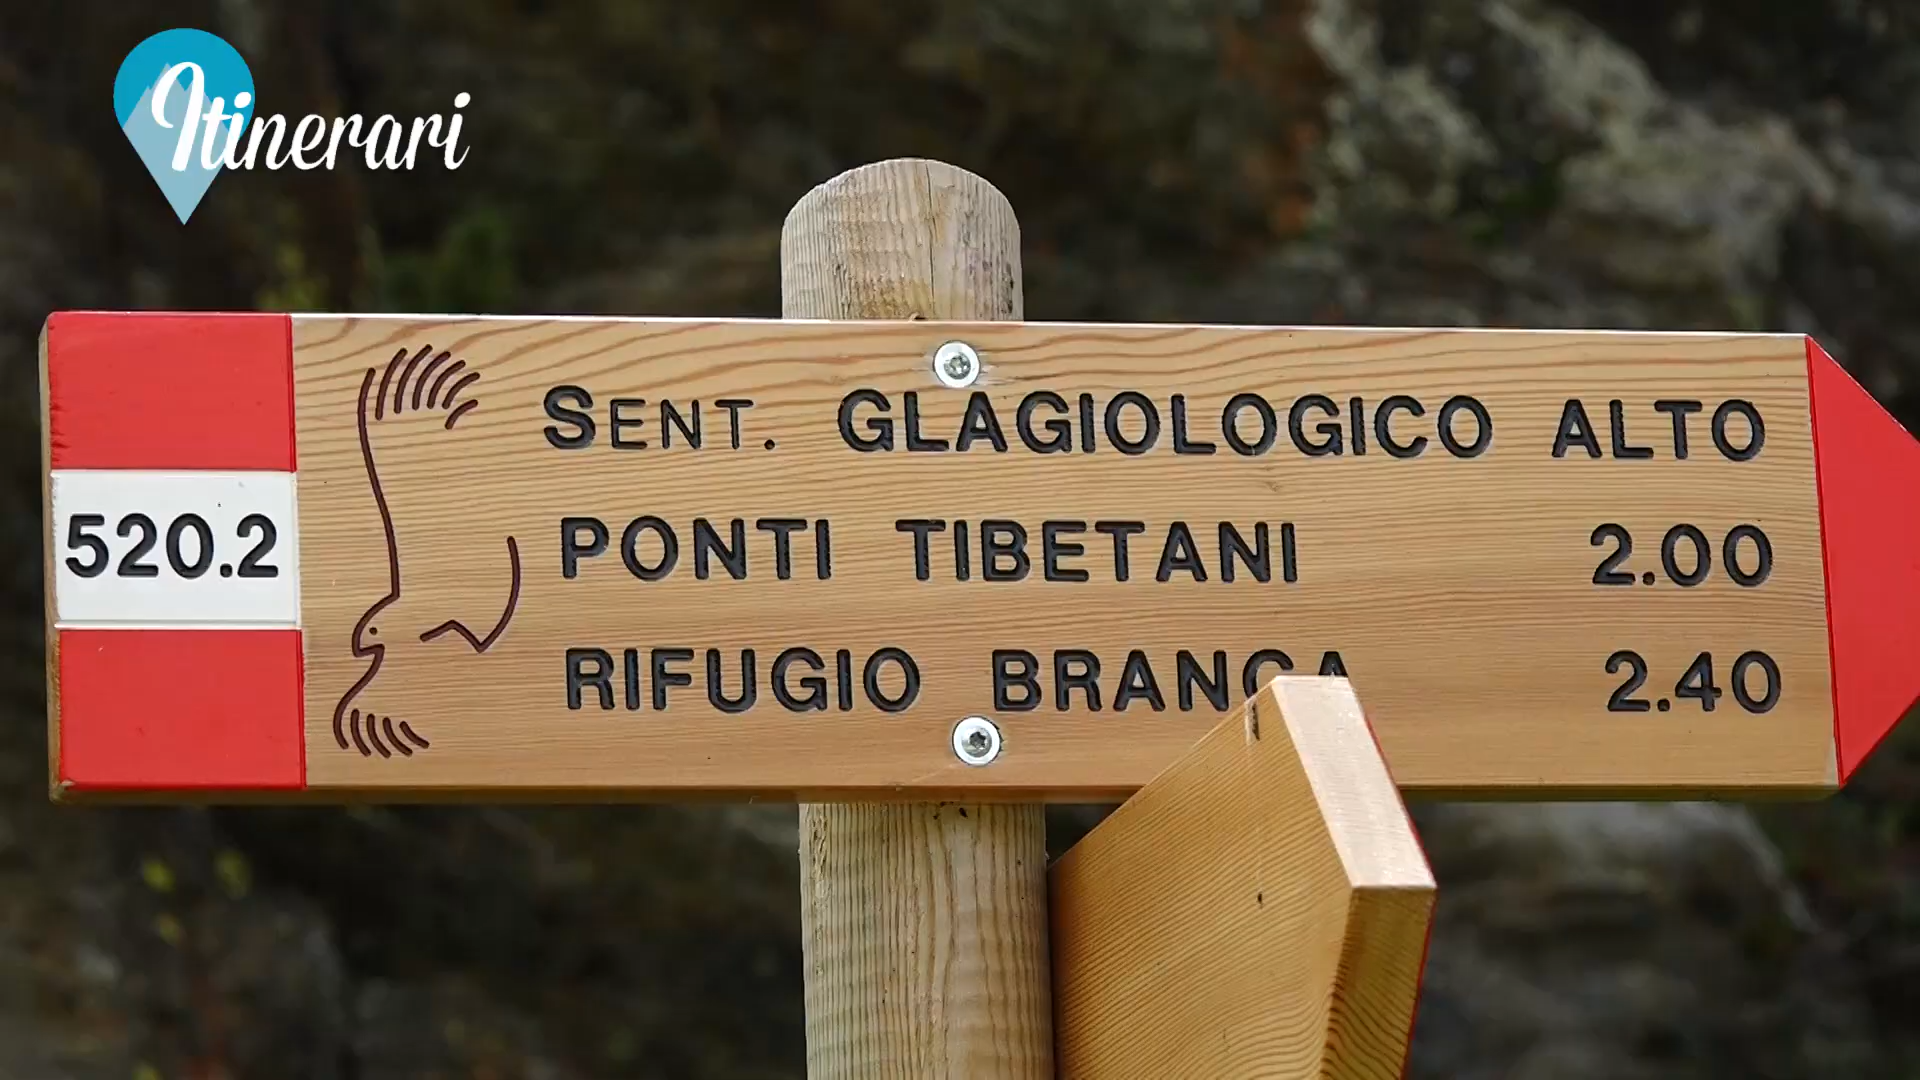 Itinerari
SENT. GLAGIOLOGICO ALTO
520.2
PONTI TIBETANI 2.00
RIFUGIO BRANCA 2.40